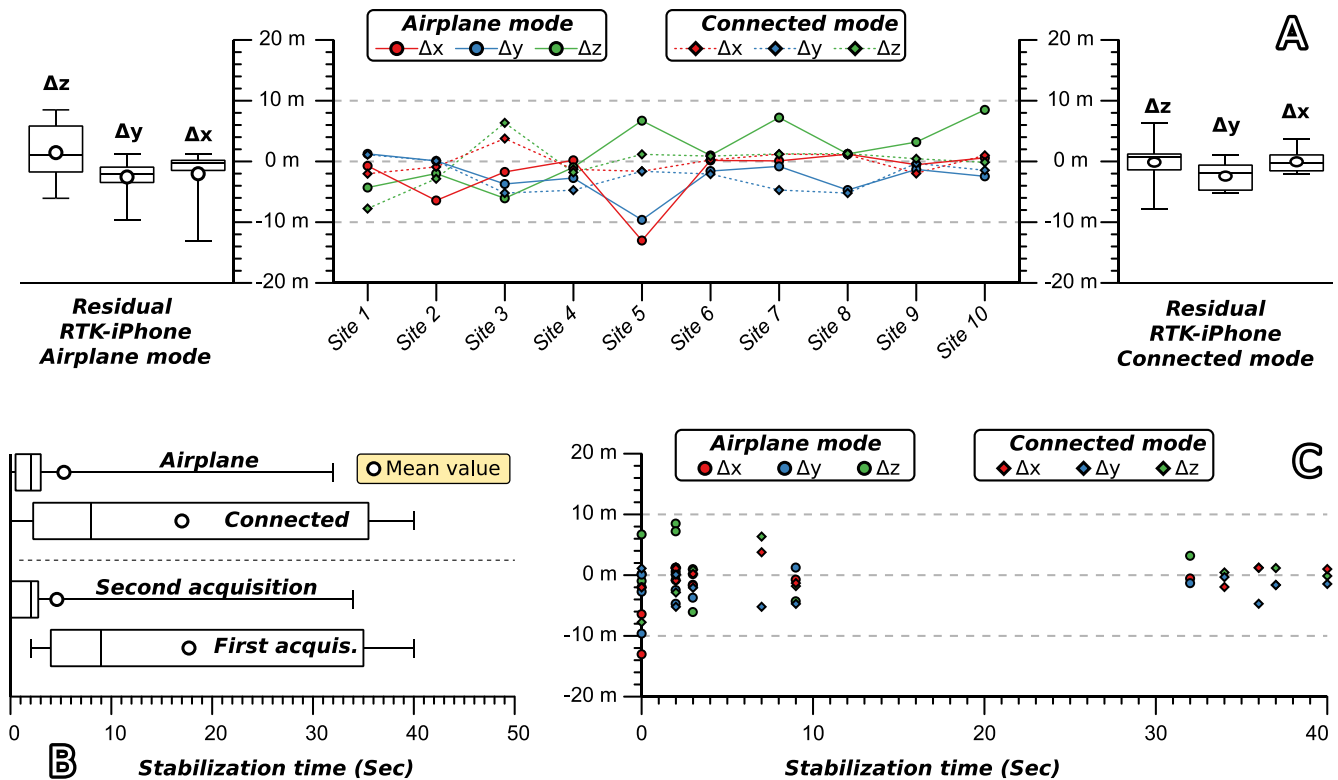 Airplane mode
Δx Δy Δz
Connected mode
Δx Δy Δz
A
20 m
10 m
0 m
-10 m
-20 m
Δz
Δy
Δx
Residual
RTK-iPhone
Airplane mode
Site 1
Site 2
Site 3
Site 4
Site 5
Site 6
Site 7
Site 8
Site 9
Site 10
20 m
10 m
0 m
-10 m
-20 m
Δz
Δy
Δx
Residual
RTK-iPhone
Connected mode
Airplane
Mean value
Connected
Second acquisition
First acquis.
0 10 20 30 40 50
B
Stabilization time (Sec)
Airplane mode
Δx Δy Δz
Connected mode
Δx Δy Δz
C
20 m
10 m
0 m
-10 m
-20 m
0 10 20 30 40
Stabilization time (Sec)